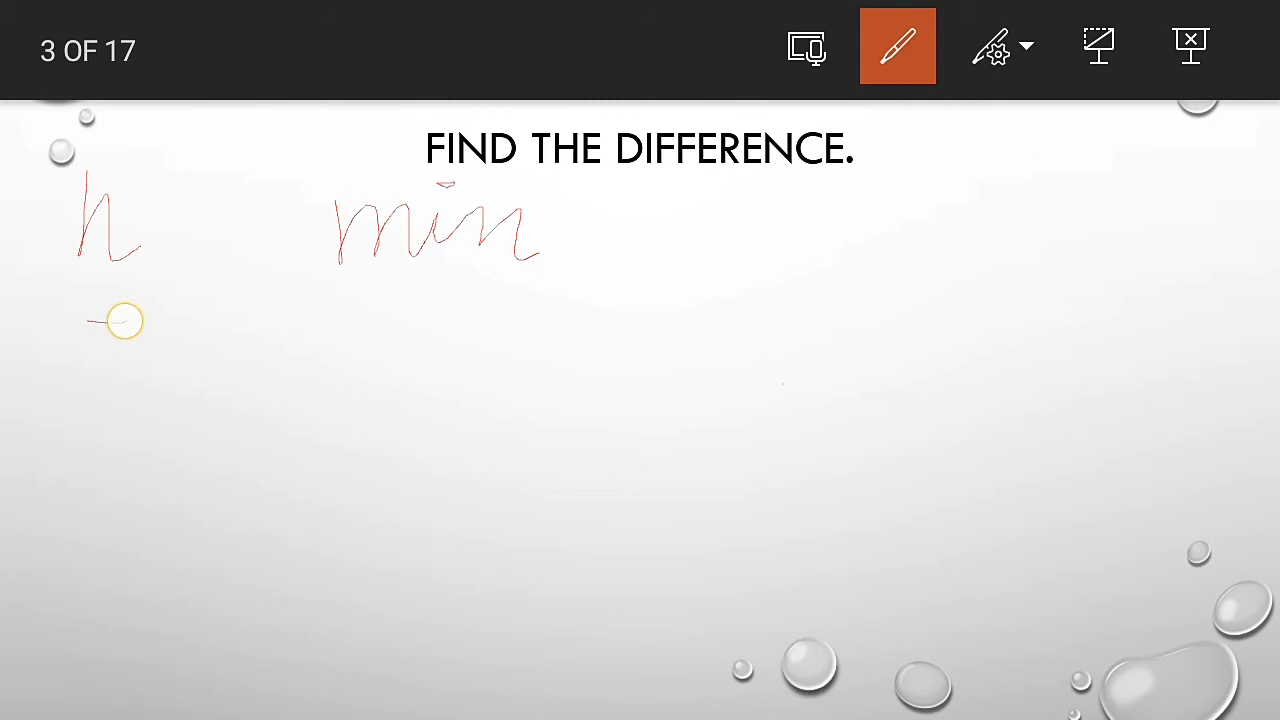 3 OF 17
FIND THE DIFFERENCE.
h min